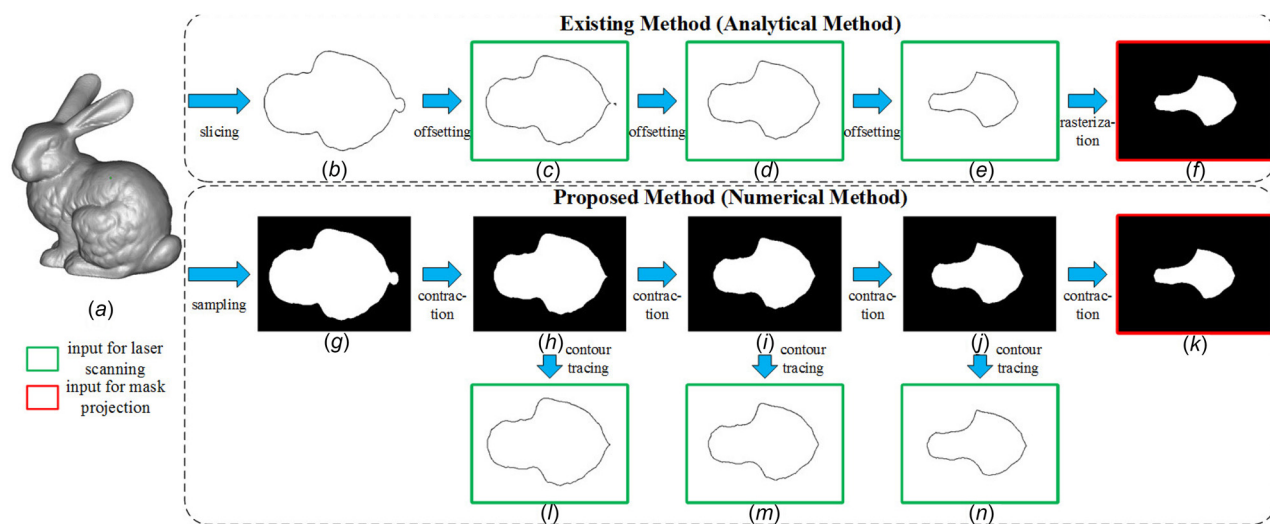 Existing Method (Analytical Method)
slicing
offsetting
offsetting
offsetting
rasteriza-
tion
(b)
(c)
(d)
(e)
(f)
Proposed Method (Numerical Method)
(a)
sampling
contrac-
tion
contrac-
tion
contrac-
tion
contrac-
tion
(g)
(h)
(i)
(j)
(k)
input for laser
scanning
input for mask
projection
contour
tracing
contour
tracing
contour
tracing
(l)
(m)
(n)